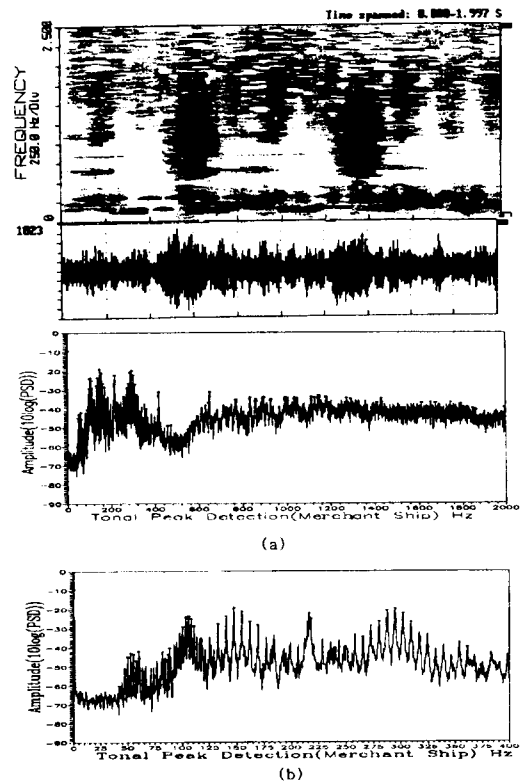 Time spanned: 0.000-1.997 S
2.500
FREQUENCY
250.0 Hz/Div
0
1023
Amplitude(10log(PSD))
0
-10
-20
-30
-40
-50
-60
-70
-80
-90
0 200 400 600 800 1000 1200 1400 1600 1800 2000
Tonal Peak Detection(Merchant Ship) Hz
(a)
Amplitude(10log(PSD))
0
-10
-20
-30
-40
-50
-60
-70
-80
-90
0 25 50 75 100 125 150 175 200 225 250 275 300 325 350 375 400
Tonal Peak Detection(Merchant Ship) Hz
(b)